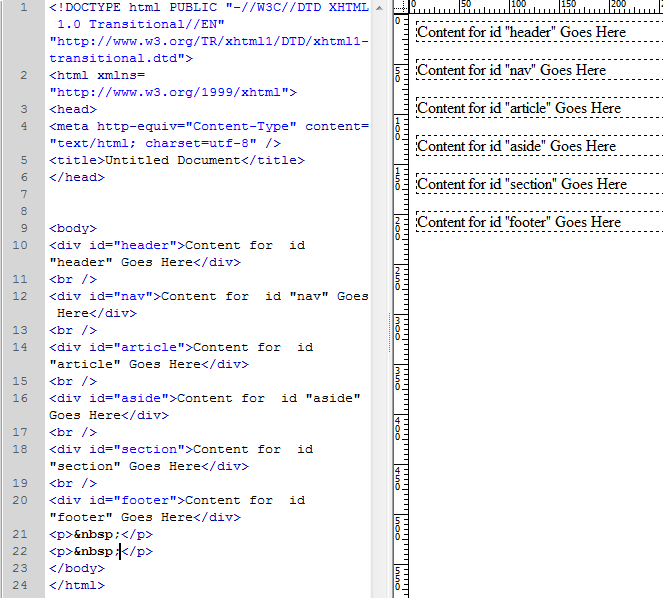 1 <!DOCTYPE html PUBLIC "-//W3C//DTD XHTML
1.0 Transitional//EN"
"http://www.w3.org/TR/xhtml1/DTD/xhtml1-
transitional.dtd">
2 <html xmlns=
"http://www.w3.org/1999/xhtml">
3 <head>
4 <meta http-equiv="Content-Type" content=
"text/html; charset=utf-8" />
5 <title>Untitled Document</title>
6 </head>
7
8
9 <body>
10 <div id="header">Content for  id
"header" Goes Here</div>
11 <br />
12 <div id="nav">Content for  id "nav" Goes
Here</div>
13 <br />
14 <div id="article">Content for  id
"article" Goes Here</div>
15 <br />
16 <div id="aside">Content for  id "aside"
Goes Here</div>
17 <br />
18 <div id="section">Content for  id
"section" Goes Here</div>
19 <br />
20 <div id="footer">Content for  id
"footer" Goes Here</div>
21 <p>&nbsp;</p>
22 <p>&nbsp;</p>
23 </body>
24 </html>
0 50 100 150 200
0
50
100
150
200
250
300
350
400
450
500
550
Content for id "header" Goes Here
Content for id "nav" Goes Here
Content for id "article" Goes Here
Content for id "aside" Goes Here
Content for id "section" Goes Here
Content for id "footer" Goes Here